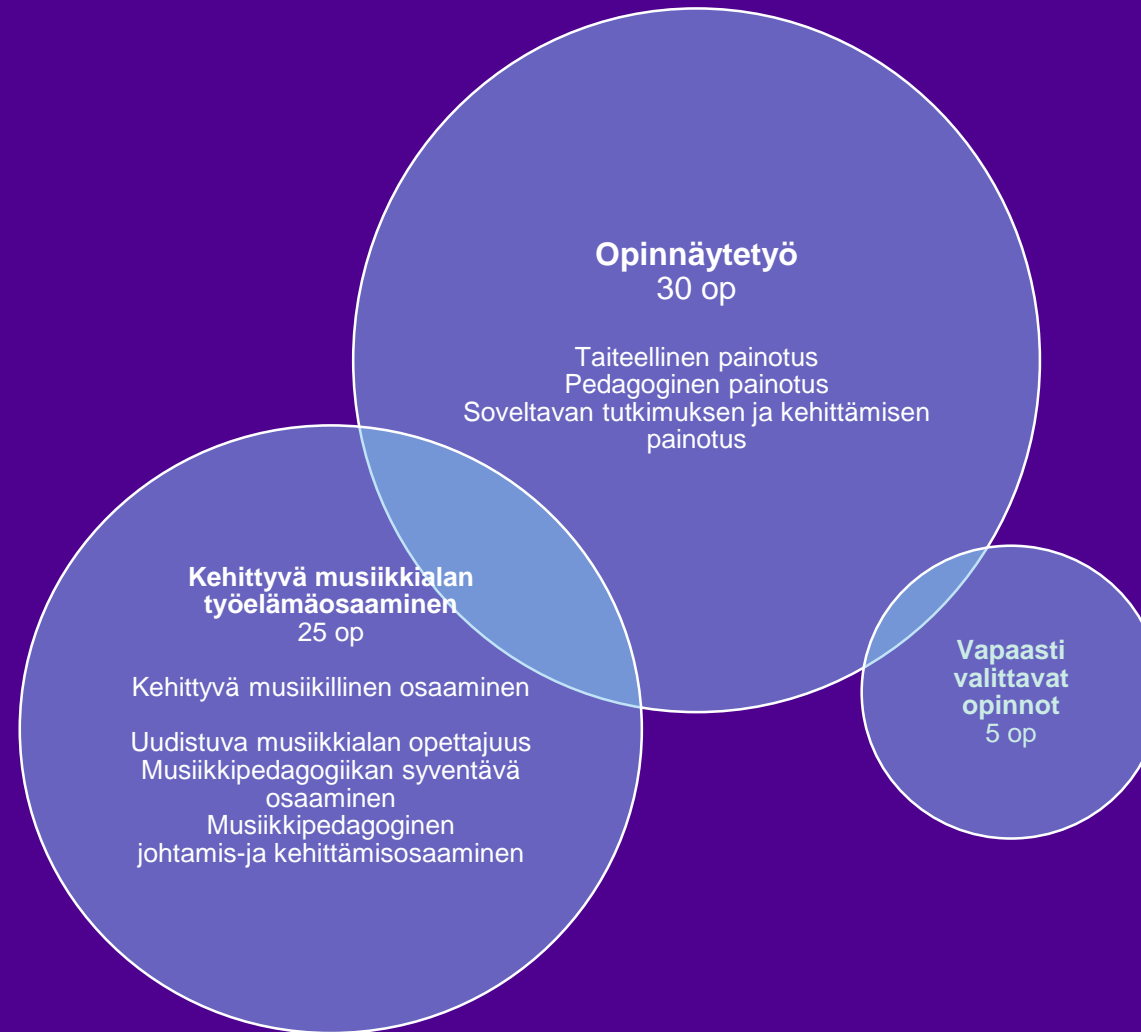 Opinnäytetyö
30 op
Taiteellinen painotus
Pedagoginen painotus
Soveltavan tutkimuksen ja kehittämisen
painotus
Kehittyvä musiikkialan
työelämäosaaminen
25 op
Kehittyvä musiikillinen osaaminen
Uudistuva musiikkialan opettajuus
Musiikkipedagogiikan syventävä
osaaminen
Musiikkipedagoginen
johtamis-ja kehittämisosaaminen
Vapaasti
valittavat
opinnot
5 op